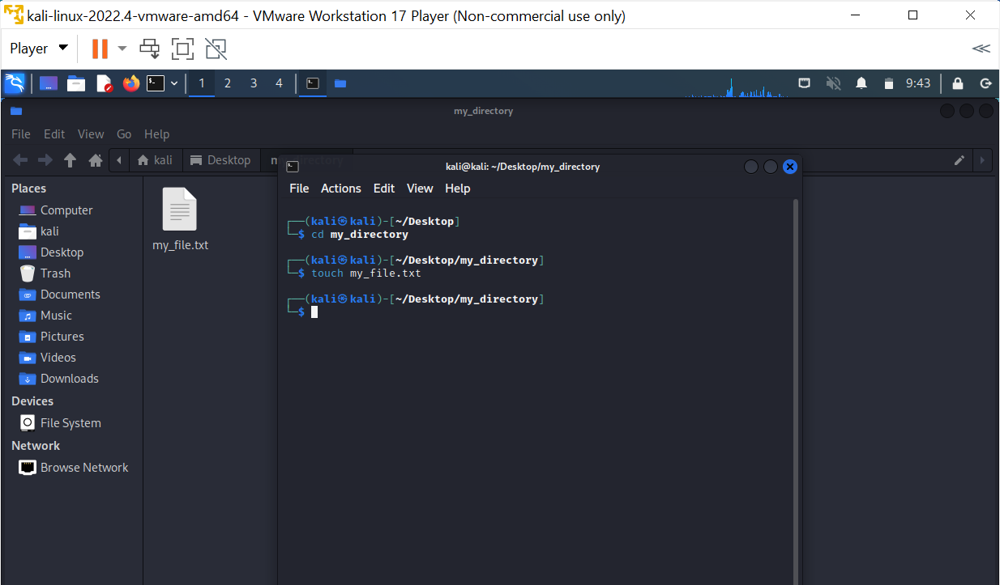 kali-linux-2022.4-vmware-amd64 - VMware Workstation 17 Player (Non-commercial use only)
Player
1 2 3 4 9:43
my_directory
File Edit View Go Help
kali Desktop
Places
Computer
kali
Desktop
Trash
Documents
Music
Pictures
Videos
Downloads
Devices
File System
Network
Browse Network
my_file.txt
kali@kali: ~/Desktop/my_directory
File Actions Edit View Help
┌──(kali㉿kali)-[~/Desktop]
└─$ cd my_directory
┌──(kali㉿kali)-[~/Desktop/my_directory]
└─$ touch my_file.txt
┌──(kali㉿kali)-[~/Desktop/my_directory]
└─$